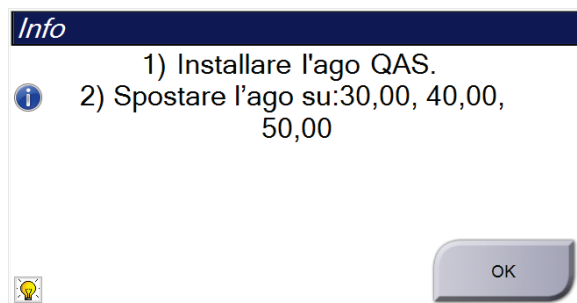 Info
1) Installare l'ago QAS.
2) Spostare l’ago su:30,00, 40,00,
50,00
OK